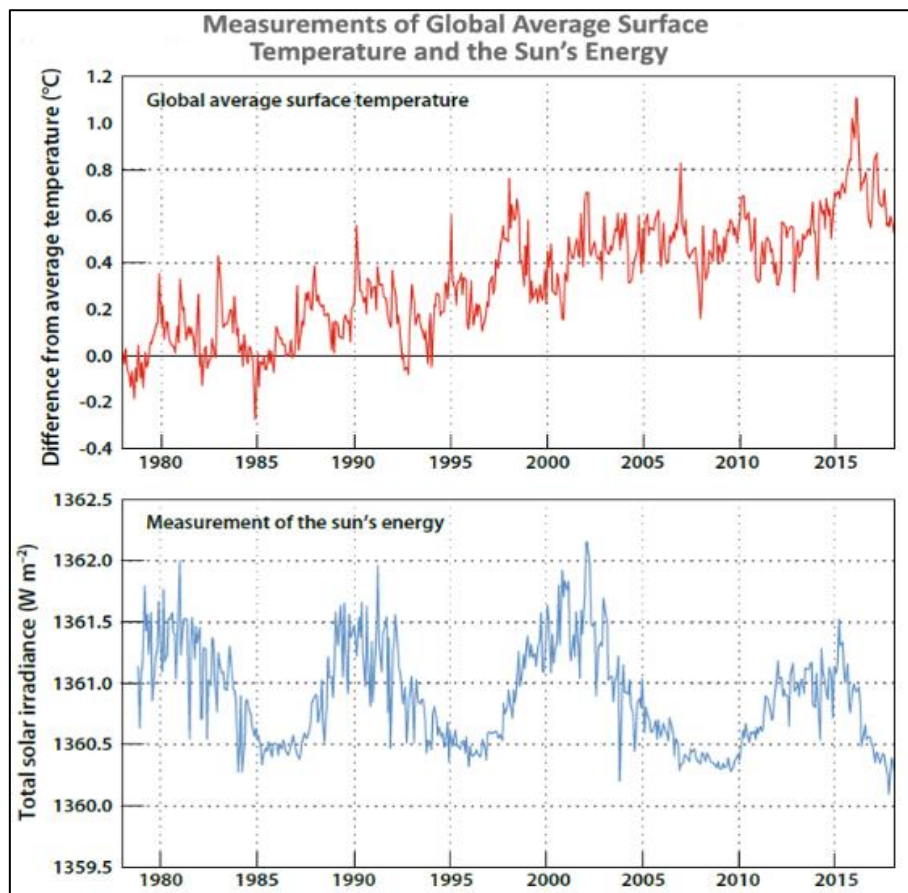 Measurements of Global Average Surface
Temperature and the Sun's Energy
Difference from average temperature (°C)
1.2
Global average surface temperature
1.0
0.8
0.6
0.4
0.2
0.0
-0.2
-0.4
1980 1985 1990 1995 2000 2005 2010 2015
Total solar irradiance (W m⁻²)
1362.5
Measurement of the sun's energy
1362.0
1361.5
1361.0
1360.5
1360.0
1359.5
1980 1985 1990 1995 2000 2005 2010 2015